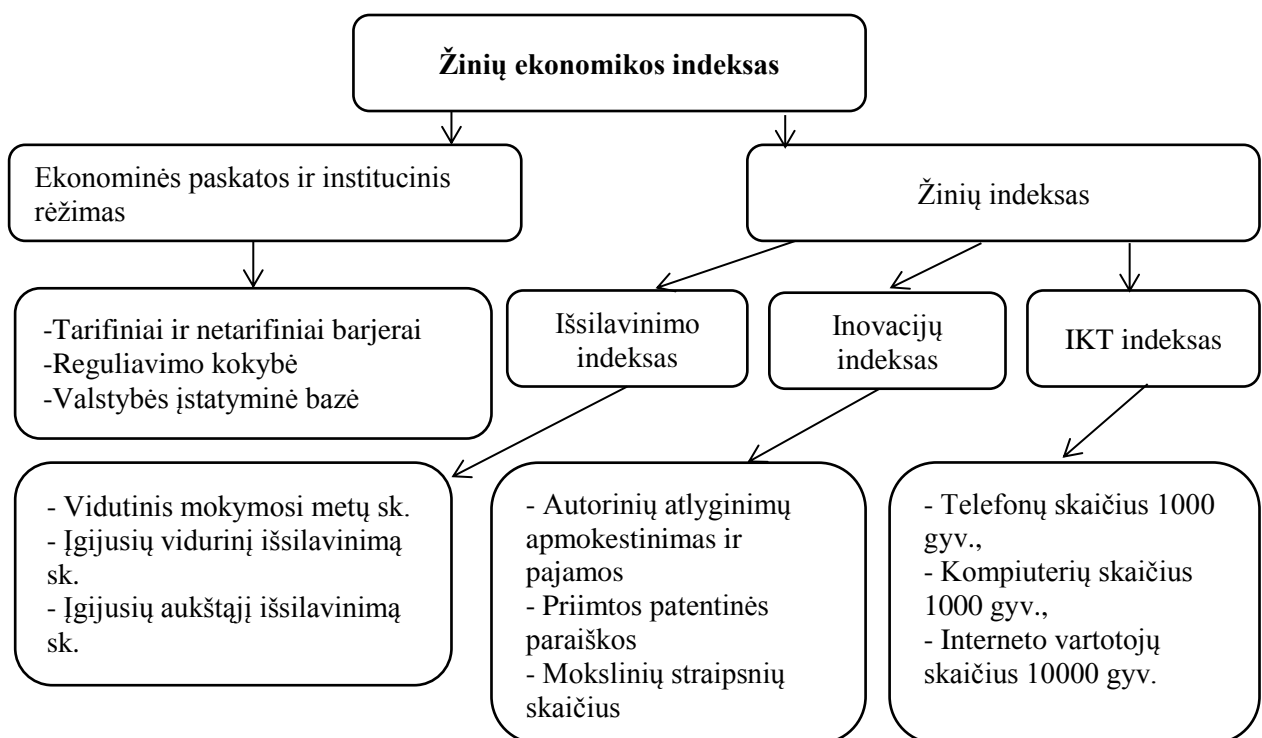 Žinių ekonomikos indeksas
Ekonominės paskatos ir institucinis
rėžimas
Žinių indeksas
-Tarifiniai ir netarifiniai barjerai
-Reguliavimo kokybė
-Valstybės įstatyminė bazė
Išsilavinimo
indeksas
Inovacijų
indeksas
IKT indeksas
- Vidutinis mokymosi metų sk.
- Įgijusių vidurinį išsilavinimą
sk.
- Įgijusių aukštąjį išsilavinimą
sk.
- Autorinių atlyginimų
apmokestinimas ir
pajamos
- Priimtos patentinės
paraiškos
- Mokslinių straipsnių
skaičius
- Telefonų skaičius 1000
gyv.,
- Kompiuterių skaičius
1000 gyv.,
- Interneto vartotojų
skaičius 10000 gyv.